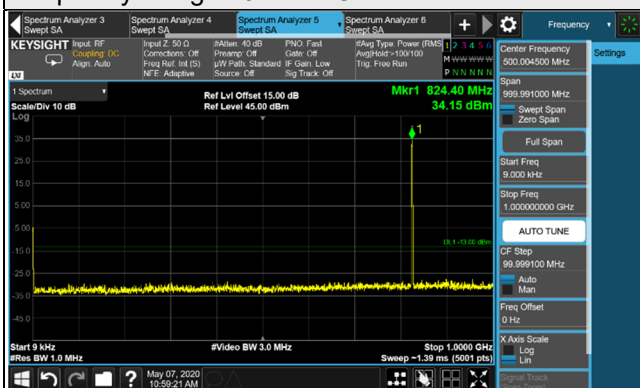 Spectrum Analyzer 3
Swept SA
Spectrum Analyzer 4
Swept SA
Spectrum Analyzer 5
Swept SA
Spectrum Analyzer 6
Swept SA
+
Frequency
KEYSIGHT
Input: RF
Coupling: DC
Align: Auto
Input Z: 50 Ω
Corrections: Off
Freq Ref: Int (S)
NFE: Adaptive
#Atten: 40 dB
Preamp: Off
µW Path: Standard
Source: Off
PNO: Fast
Gate: Off
IF Gain: Low
Sig Track: Off
#Avg Type: Power (RMS)
Avg|Hold:>100/100
Trig: Free Run
1 2 3 4 5 6
M W W W W W
P N N N N N
LXI
1 Spectrum
Scale/Div 10 dB
Log
Ref Lvl Offset 15.00 dB
Ref Level 45.00 dBm
Mkr1 824.40 MHz
34.15 dBm
1
35.0
25.0
15.0
5.00
-5.00
-15.0
-25.0
-35.0
-45.0
DL1 -13.00 dBm
Start 9 kHz
#Res BW 1.0 MHz
#Video BW 3.0 MHz
Stop 1.0000 GHz
Sweep ~1.39 ms (5001 pts)
Center Frequency
500.004500 MHz
Settings
Span
999.991000 MHz
Swept Span
Zero Span
Full Span
Start Freq
9.000 kHz
Stop Freq
1.000000000 GHz
AUTO TUNE
CF Step
99.999100 MHz
Auto
Man
Freq Offset
0 Hz
X Axis Scale
Log
Lin
Signal Track
May 07, 2020
10:59:21 AM